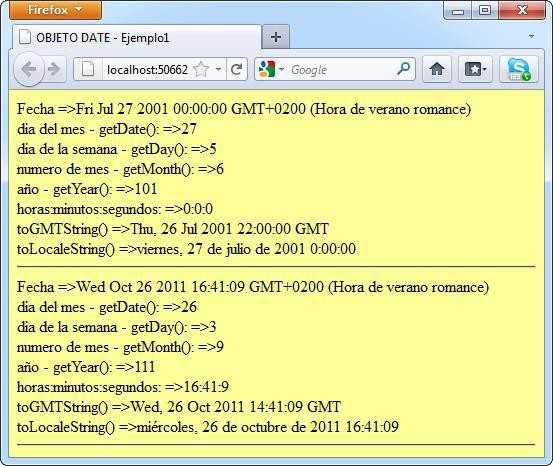 Firefox
OBJETO DATE - Ejemplo1
localhost:50662
Google
Fecha =>Fri Jul 27 2001 00:00:00 GMT+0200 (Hora de verano romance)
dia del mes - getDate(): =>27
dia de la semana - getDay(): =>5
numero de mes - getMonth(): =>6
año - getYear(): =>101
horas:minutos:segundos: =>0:0:0
toGMTString() =>Thu, 26 Jul 2001 22:00:00 GMT
toLocaleString() =>viernes, 27 de julio de 2001 0:00:00
Fecha =>Wed Oct 26 2011 16:41:09 GMT+0200 (Hora de verano romance)
dia del mes - getDate(): =>26
dia de la semana - getDay(): =>3
numero de mes - getMonth(): =>9
año - getYear(): =>111
horas:minutos:segundos: =>16:41:9
toGMTString() =>Wed, 26 Oct 2011 14:41:09 GMT
toLocaleString() =>miércoles, 26 de octubre de 2011 16:41:09